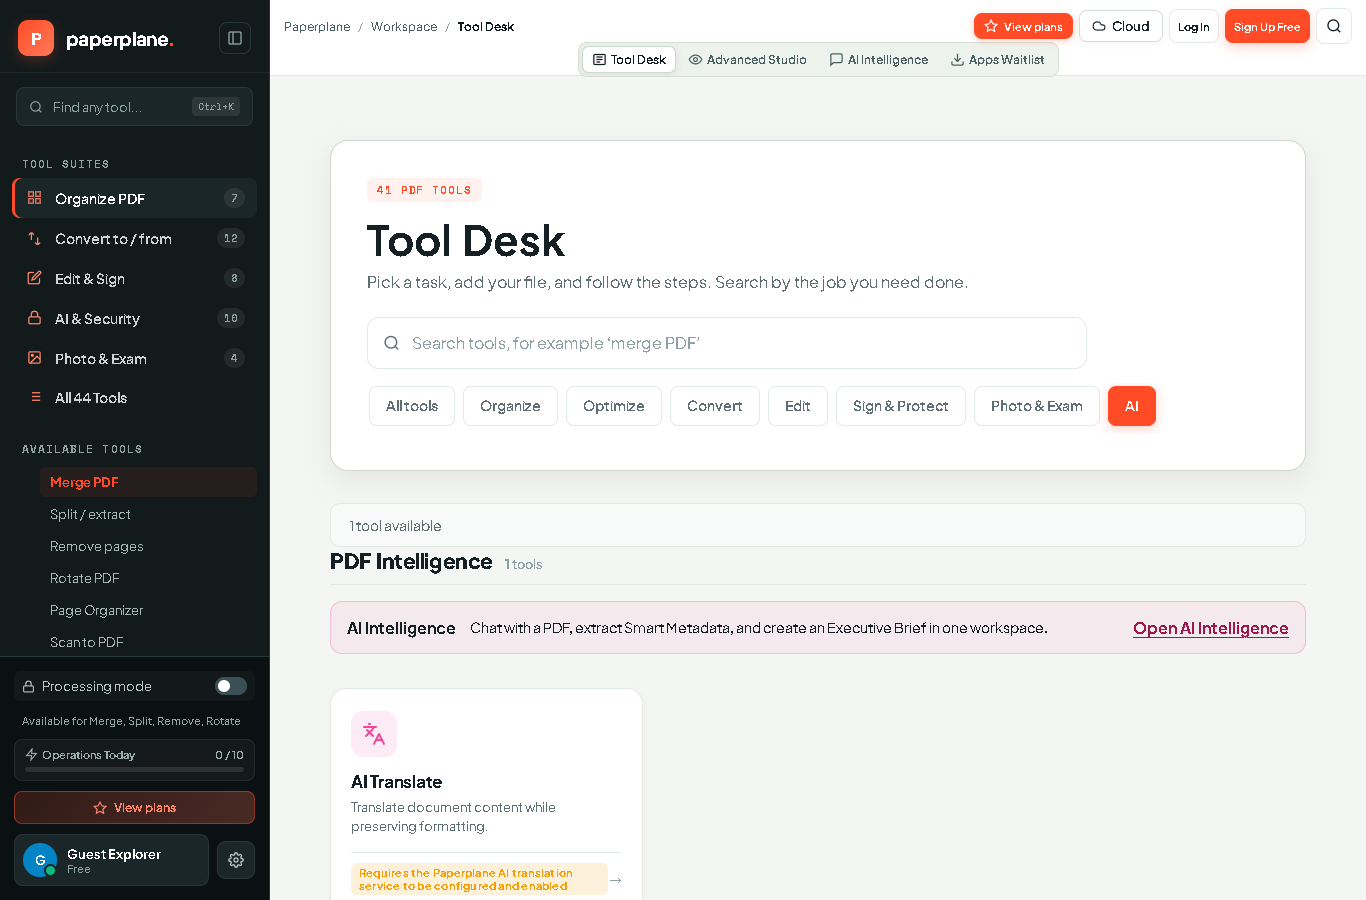 P
paperplane.
Find any tool...
Ctrl+K
TOOL SUITES
Organize PDF
7
Convert to / from
12
Edit & Sign
8
AI & Security
10
Photo & Exam
4
All 44 Tools
AVAILABLE TOOLS
Merge PDF
Split / extract
Remove pages
Rotate PDF
Page Organizer
Scan to PDF
Processing mode
Available for Merge, Split, Remove, Rotate
Operations Today
0 / 10
View plans
G
Guest Explorer
Free
Paperplane / Workspace / Tool Desk
View plans
Cloud
Log In
Sign Up Free
Tool Desk
Advanced Studio
AI Intelligence
Apps Waitlist
41 PDF TOOLS
Tool Desk
Pick a task, add your file, and follow the steps. Search by the job you need done.
Search tools, for example ‘merge PDF’
All tools
Organize
Optimize
Convert
Edit
Sign & Protect
Photo & Exam
AI
1 tool available
PDF Intelligence
1 tools
AI Intelligence
Chat with a PDF, extract Smart Metadata, and create an Executive Brief in one workspace.
Open AI Intelligence
AI Translate
Translate document content while
preserving formatting.
Requires the Paperplane AI translation
service to be configured and enabled
→